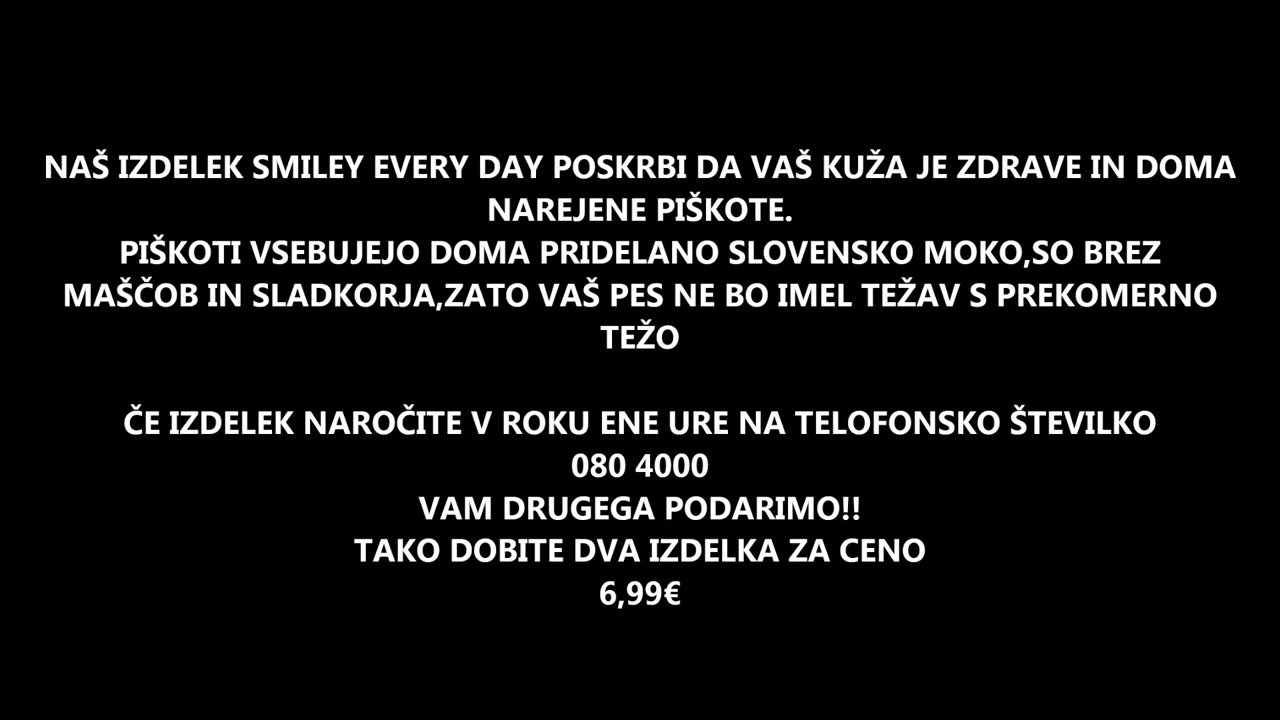 NAŠ IZDELEK SMILEY EVERY DAY POSKRBI DA VAŠ KUŽA JE ZDRAVE IN DOMA
NAREJENE PIŠKOTE.
PIŠKOTI VSEBUJEJO DOMA PRIDELANO SLOVENSKO MOKO,SO BREZ
MAŠČOB IN SLADKORJA,ZATO VAŠ PES NE BO IMEL TEŽAV S PREKOMERNO
TEŽO
ČE IZDELEK NAROČITE V ROKU ENE URE NA TELOFONSKO ŠTEVILKO
080 4000
VAM DRUGEGA PODARIMO!!
TAKO DOBITE DVA IZDELKA ZA CENO
6,99€